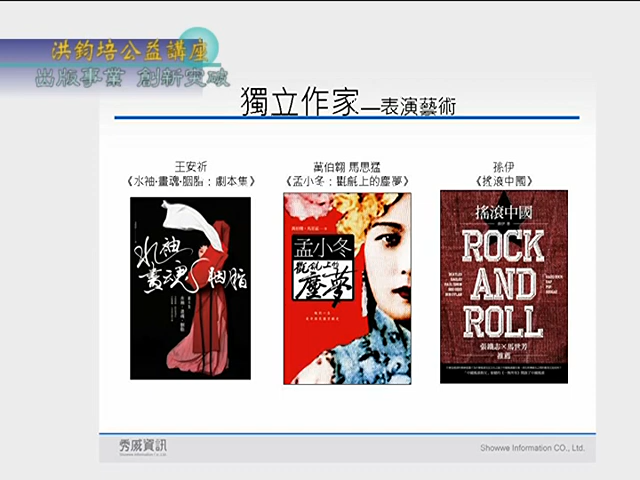 洪鈞培公益講座
出版事業 創新突破
獨立作家—表演藝術
王安祈
《水袖‧畫魂‧胭脂：劇本集》
萬伯翱 馬思猛
《孟小冬：氍毹上的塵夢》
孫伊
《搖滾中國》
水袖
畫魂
胭脂
孟小冬
氍毹上的
塵夢
搖滾中國
ROCK
AND
ROLL
張鐵志×馬世芳
推薦
秀威資訊
Showwe Information CO., Ltd.